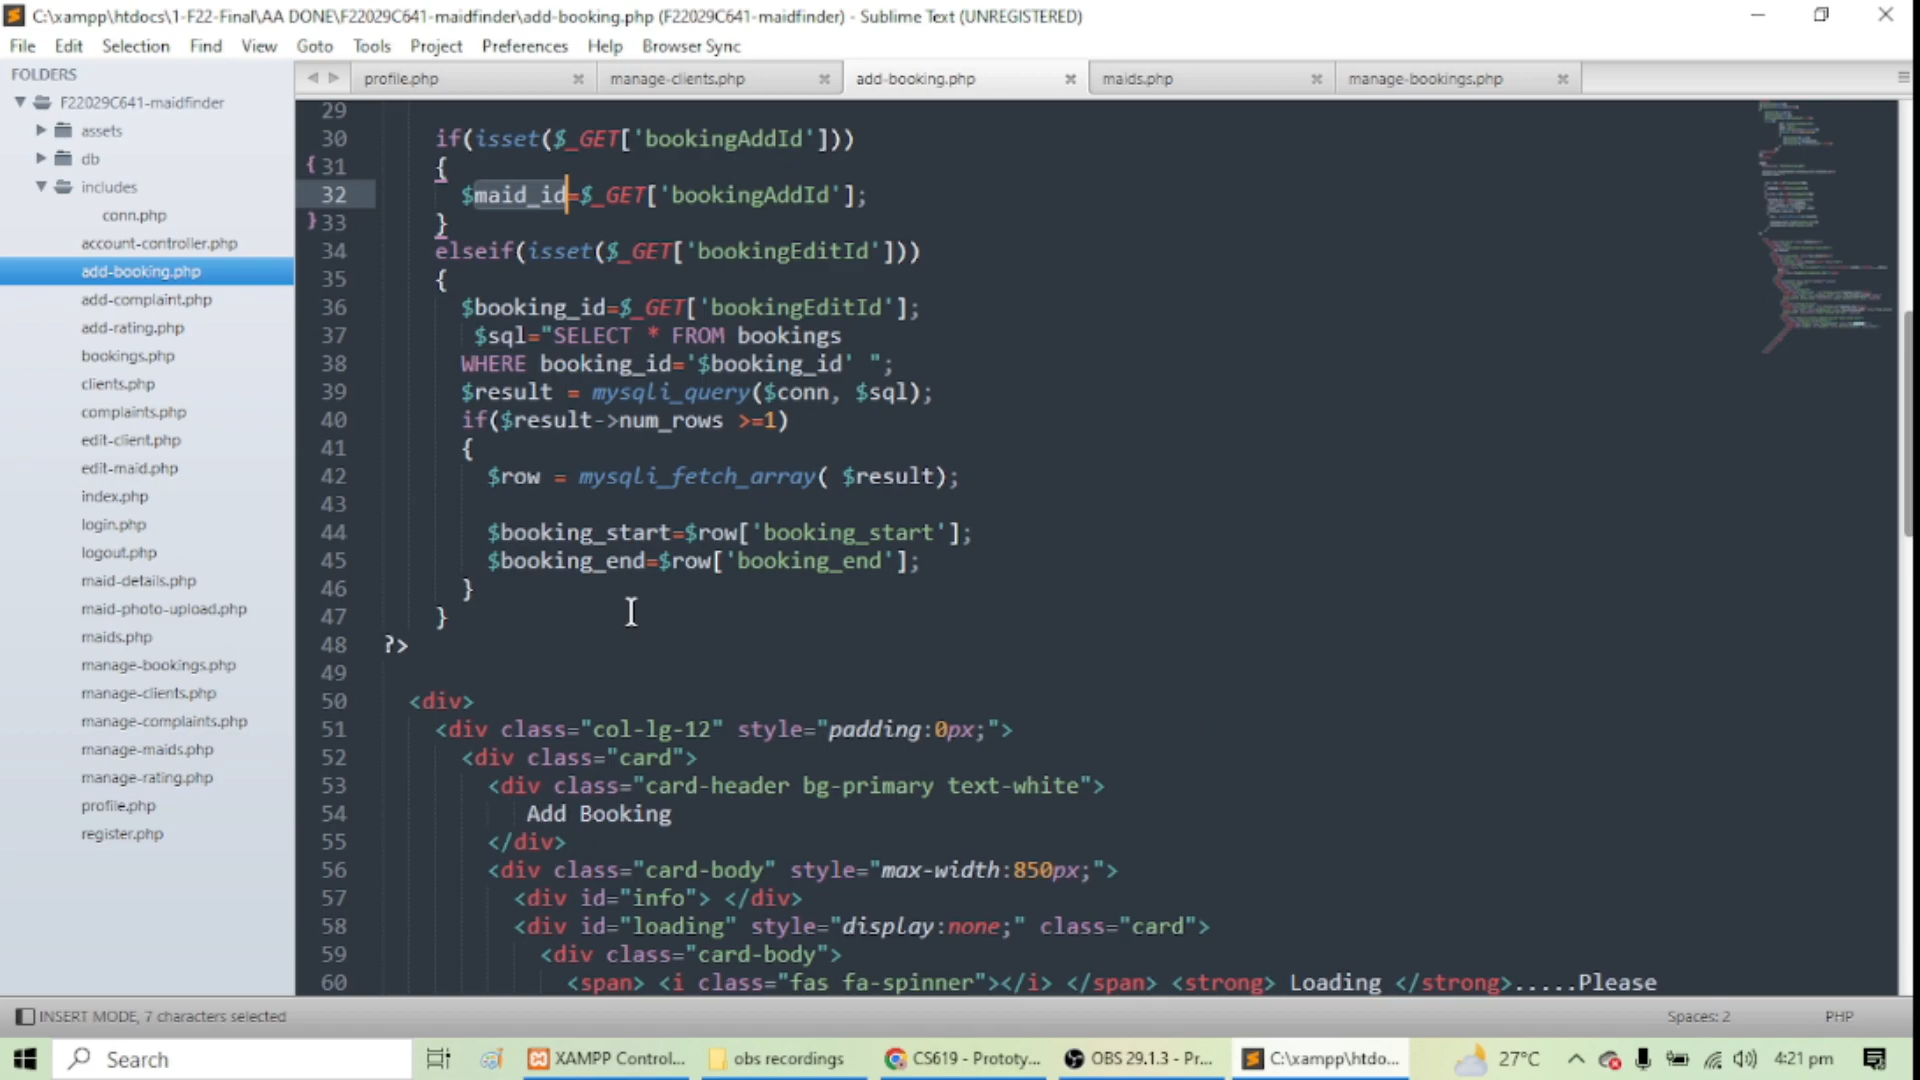 C:\xampp\htdocs\1-F22-Final\AA DONE\F22029C641-maidfinder\add-booking.php (F22029C641-maidfinder) - Sublime Text (UNREGISTERED)
File Edit Selection Find View Goto Tools Project Preferences Help Browser Sync
FOLDERS
F22029C641-maidfinder
assets
db
includes
conn.php
account-controller.php
add-booking.php
add-complaint.php
add-rating.php
bookings.php
clients.php
complaints.php
edit-client.php
edit-maid.php
index.php
login.php
logout.php
maid-details.php
maid-photo-upload.php
maids.php
manage-bookings.php
manage-clients.php
manage-complaints.php
manage-maids.php
manage-rating.php
profile.php
register.php
profile.php manage-clients.php add-booking.php maids.php manage-bookings.php
29
30 if(isset($_GET['bookingAddId']))
31 {
32 $maid_id=$_GET['bookingAddId'];
33 }
34 elseif(isset($_GET['bookingEditId']))
35 {
36 $booking_id=$_GET['bookingEditId'];
37 $sql="SELECT * FROM bookings
38 WHERE booking_id='$booking_id' ";
39 $result = mysqli_query($conn, $sql);
40 if($result->num_rows >=1)
41 {
42 $row = mysqli_fetch_array( $result);
43
44 $booking_start=$row['booking_start'];
45 $booking_end=$row['booking_end'];
46 }
47 }
48 ?>
49
50 <div>
51 <div class="col-lg-12" style="padding:0px;">
52 <div class="card">
53 <div class="card-header bg-primary text-white">
54 Add Booking
55 </div>
56 <div class="card-body" style="max-width:850px;">
57 <div id="info"> </div>
58 <div id="loading" style="display:none;" class="card">
59 <div class="card-body">
60 <span> <i class="fas fa-spinner"></i> </span> <strong> Loading </strong>.....Please
INSERT MODE, 7 characters selected
Spaces: 2 PHP
Search
XAMPP Control...
obs recordings
CS619 - Prototy...
OBS 29.1.3 - Pr...
C:\xampp\htdo...
27°C
4:21 pm